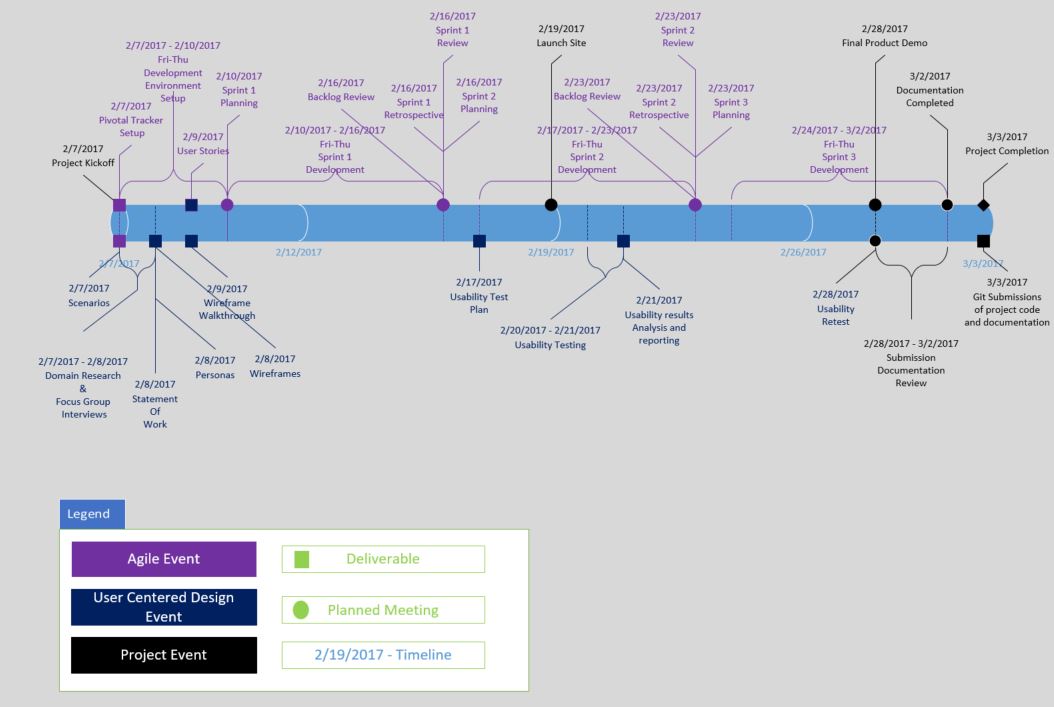 2/16/2017
Sprint 1
Review
2/23/2017
Sprint 2
Review
2/19/2017
Launch Site
2/28/2017
Final Product Demo
2/7/2017 - 2/10/2017
Fri-Thu
Development
Environment
Setup
2/10/2017
Sprint 1
Planning
2/16/2017
Backlog Review
2/16/2017
Sprint 1
Retrospective
2/16/2017
Sprint 2
Planning
2/23/2017
Backlog Review
2/23/2017
Sprint 2
Retrospective
2/23/2017
Sprint 3
Planning
3/2/2017
Documentation
Completed
2/7/2017
Pivotal Tracker
Setup
2/9/2017
User Stories
2/10/2017 - 2/16/2017
Fri-Thu
Sprint 1
Development
2/17/2017 - 2/23/2017
Fri-Thu
Sprint 2
Development
2/24/2017 - 3/2/2017
Fri-Thu
Sprint 3
Development
3/3/2017
Project Completion
2/7/2017
Project Kickoff
2/7/2017
2/12/2017
2/19/2017
2/26/2017
3/3/2017
2/7/2017
Scenarios
2/9/2017
Wireframe
Walkthrough
2/17/2017
Usability Test
Plan
2/20/2017 - 2/21/2017
Usability Testing
2/21/2017
Usability results
Analysis and
reporting
2/28/2017
Usability
Retest
3/3/2017
Git Submissions
of project code
and documentation
2/28/2017 - 3/2/2017
Submission
Documentation
Review
2/7/2017 - 2/8/2017
Domain Research
&
Focus Group
Interviews
2/8/2017
Statement
Of
Work
2/8/2017
Personas
2/8/2017
Wireframes
Legend
Agile Event
Deliverable
User Centered Design
Event
Planned Meeting
Project Event
2/19/2017 - Timeline